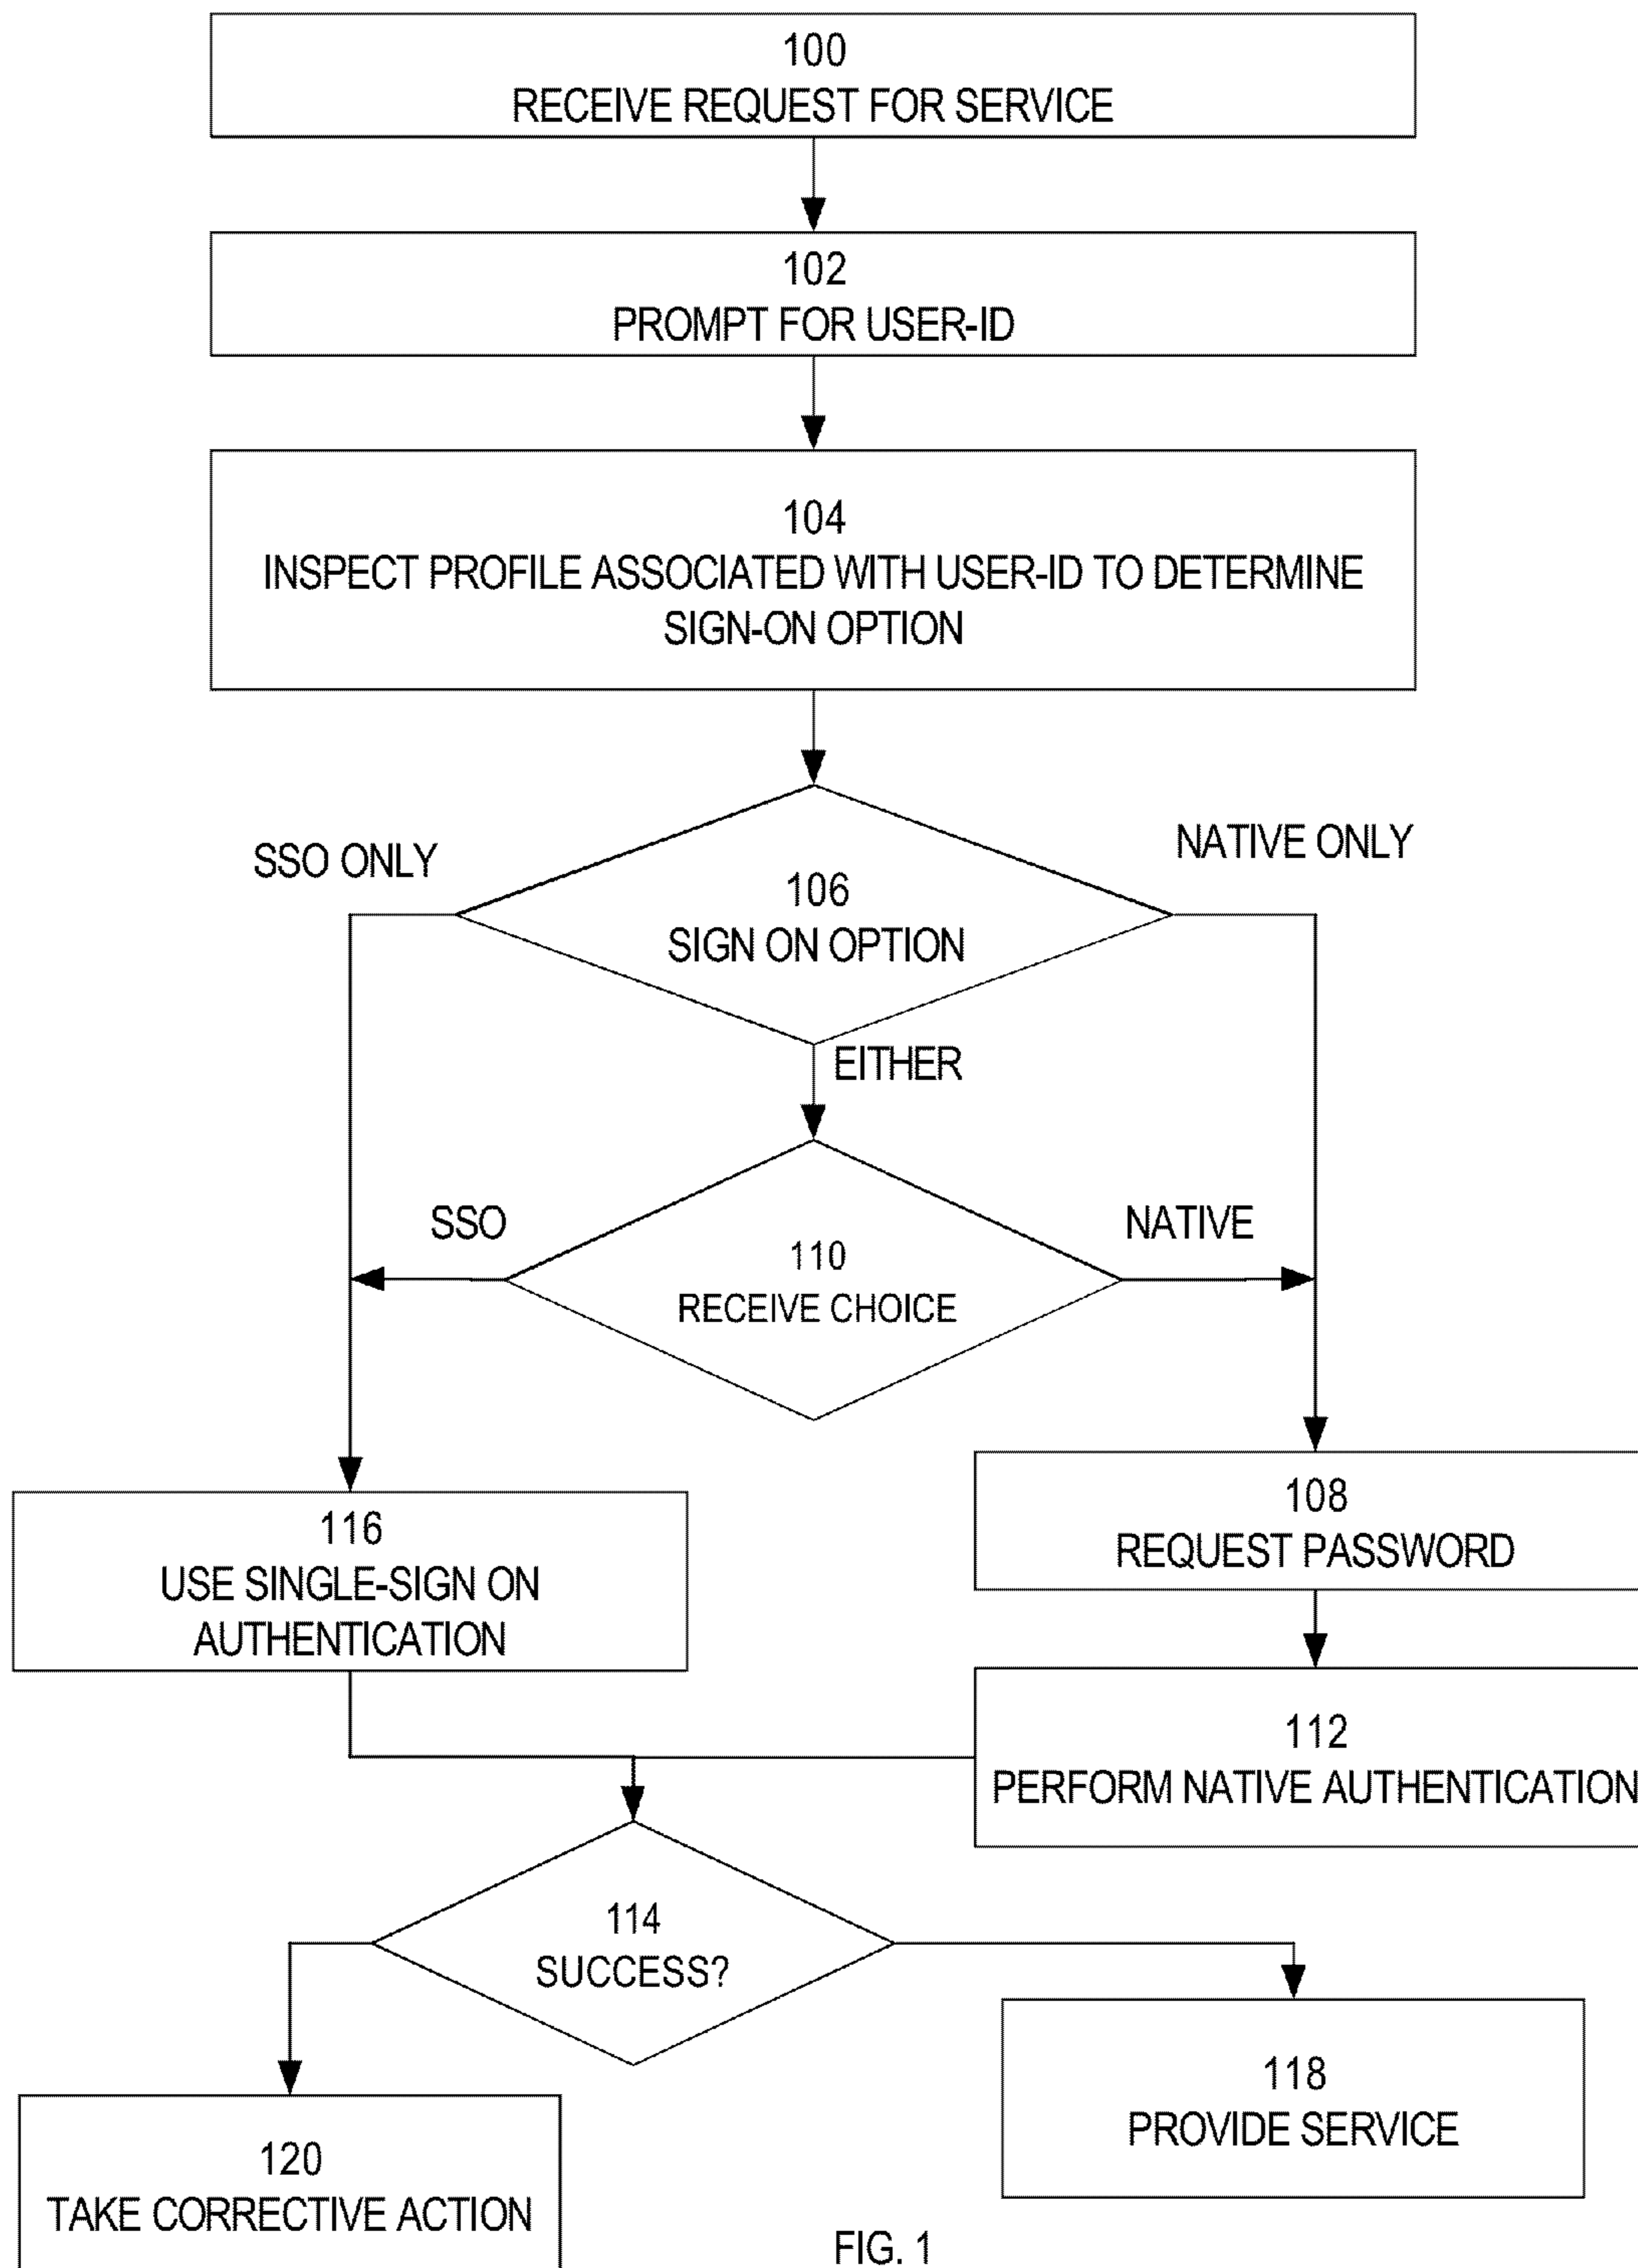 100
RECEIVE REQUEST FOR SERVICE
102
PROMPT FOR USER-ID
104
INSPECT PROFILE ASSOCIATED WITH USER-ID TO DETERMINE
SIGN-ON OPTION
SSO ONLY
NATIVE ONLY
106
SIGN ON OPTION
EITHER
SSO
NATIVE
110
RECEIVE CHOICE
116
USE SINGLE-SIGN ON
AUTHENTICATION
108
REQUEST PASSWORD
112
PERFORM NATIVE AUTHENTICATION
114
SUCCESS?
118
PROVIDE SERVICE
120
TAKE CORRECTIVE ACTION
FIG. 1